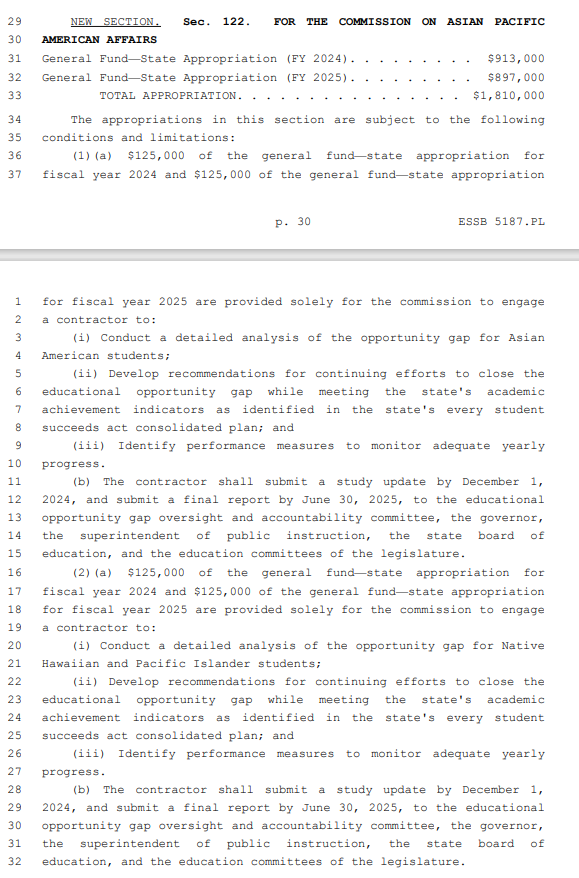 29 NEW SECTION. Sec. 122. FOR THE COMMISSION ON ASIAN PACIFIC
30 AMERICAN AFFAIRS
31 General Fund—State Appropriation (FY 2024). . . . . . . . . $913,000
32 General Fund—State Appropriation (FY 2025). . . . . . . . . $897,000
33 TOTAL APPROPRIATION. . . . . . . . . . . . . . . . $1,810,000
34 The appropriations in this section are subject to the following
35 conditions and limitations:
36 (1)(a) $125,000 of the general fund—state appropriation for
37 fiscal year 2024 and $125,000 of the general fund—state appropriation
p. 30 ESSB 5187.PL
1 for fiscal year 2025 are provided solely for the commission to engage
2 a contractor to:
3 (i) Conduct a detailed analysis of the opportunity gap for Asian
4 American students;
5 (ii) Develop recommendations for continuing efforts to close the
6 educational opportunity gap while meeting the state's academic
7 achievement indicators as identified in the state's every student
8 succeeds act consolidated plan; and
9 (iii) Identify performance measures to monitor adequate yearly
10 progress.
11 (b) The contractor shall submit a study update by December 1,
12 2024, and submit a final report by June 30, 2025, to the educational
13 opportunity gap oversight and accountability committee, the governor,
14 the superintendent of public instruction, the state board of
15 education, and the education committees of the legislature.
16 (2)(a) $125,000 of the general fund—state appropriation for
17 fiscal year 2024 and $125,000 of the general fund—state appropriation
18 for fiscal year 2025 are provided solely for the commission to engage
19 a contractor to:
20 (i) Conduct a detailed analysis of the opportunity gap for Native
21 Hawaiian and Pacific Islander students;
22 (ii) Develop recommendations for continuing efforts to close the
23 educational opportunity gap while meeting the state's academic
24 achievement indicators as identified in the state's every student
25 succeeds act consolidated plan; and
26 (iii) Identify performance measures to monitor adequate yearly
27 progress.
28 (b) The contractor shall submit a study update by December 1,
29 2024, and submit a final report by June 30, 2025, to the educational
30 opportunity gap oversight and accountability committee, the governor,
31 the superintendent of public instruction, the state board of
32 education, and the education committees of the legislature.